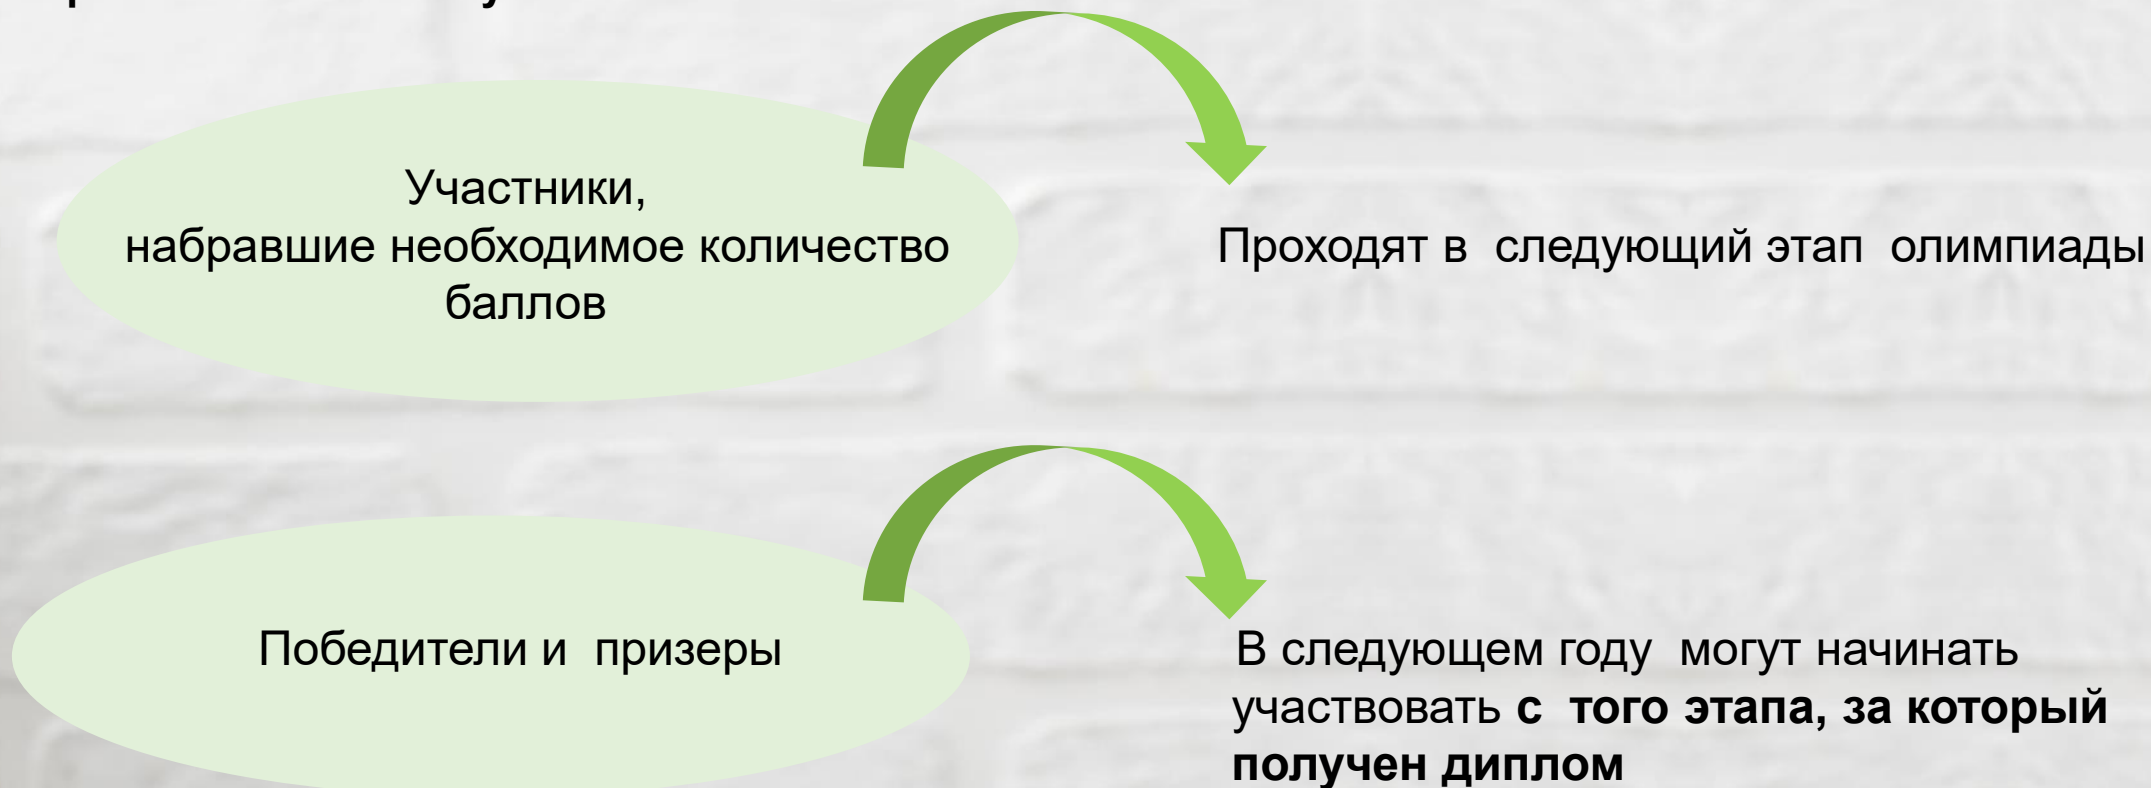 Участники,
набравшие необходимое количество
баллов
Проходят в следующий этап олимпиады
Победители и призеры
В следующем году могут начинать
участвовать с того этапа, за который
получен диплом